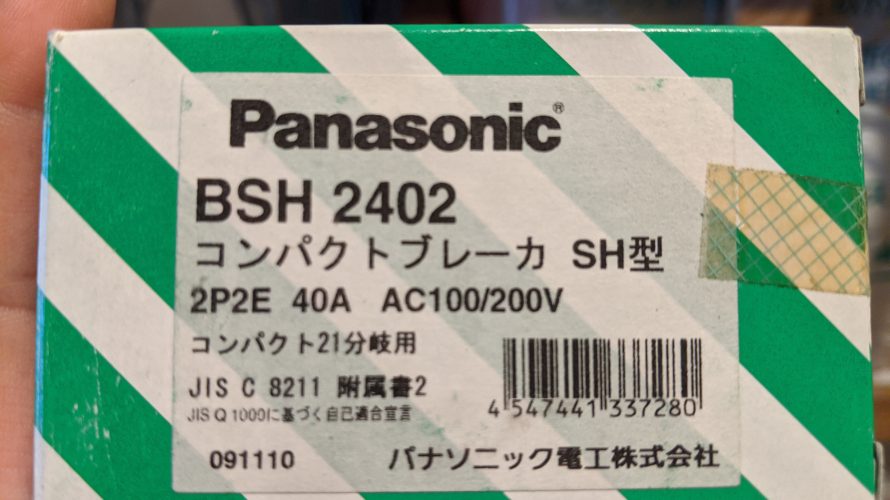 Panasonic®
BSH 2402
コンパクトブレーカ SH型
2P2E 40A AC100/200V
コンパクト21分岐用
JIS C 8211 附属書2
JIS Q 1000に基づく自己適合宣言
4 547441 337280
091110 パナソニック電工株式会社